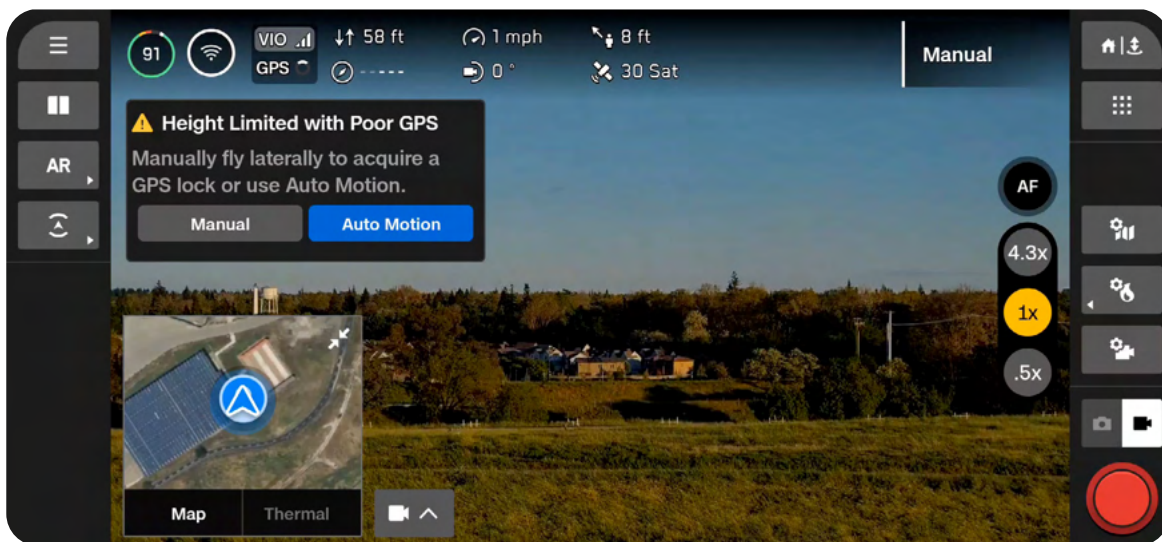 91
VIO
GPS
58 ft
1 mph
8 ft
-----
0 °
30 Sat
Manual
Height Limited with Poor GPS
Manually fly laterally to acquire a
GPS lock or use Auto Motion.
Manual
Auto Motion
AR
AF
4.3x
1x
.5x
Map
Thermal